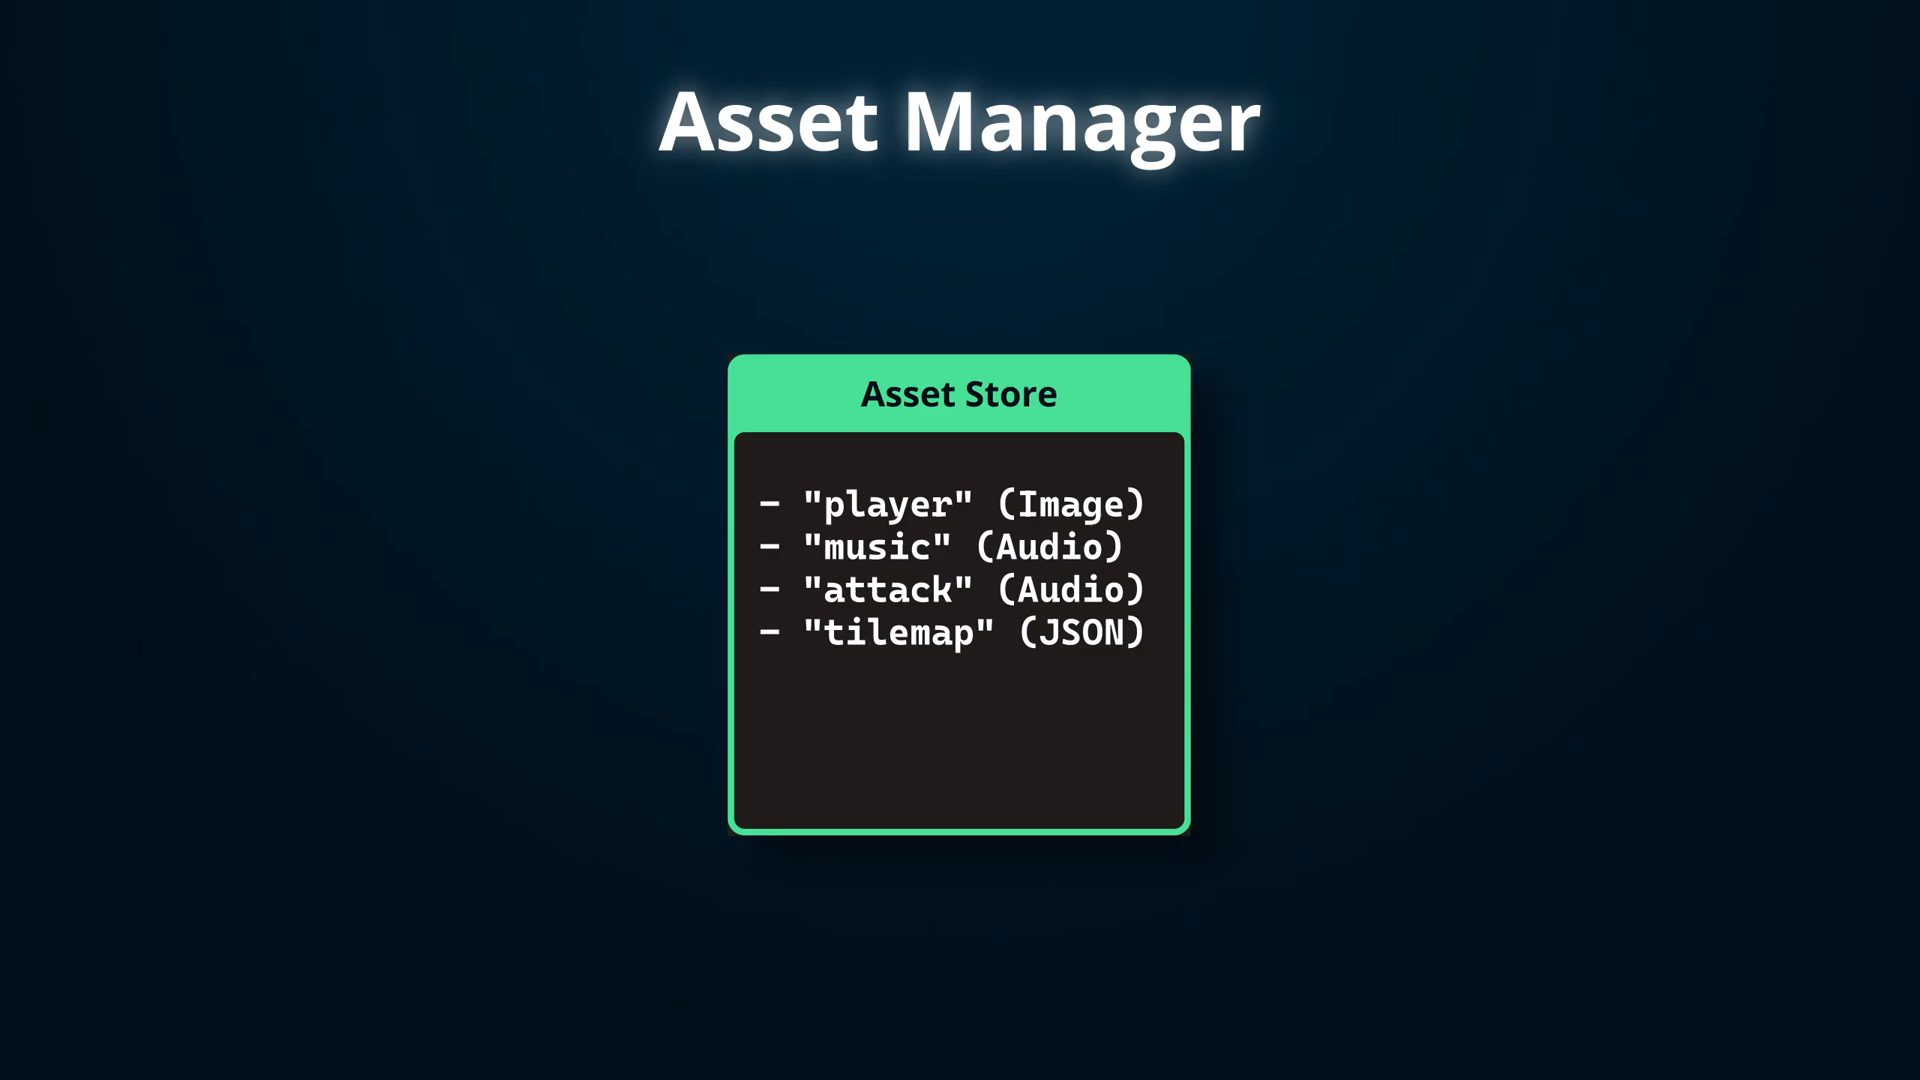 Asset Manager
Asset Store
- "player" (Image)
- "music" (Audio)
- "attack" (Audio)
- "tilemap" (JSON)